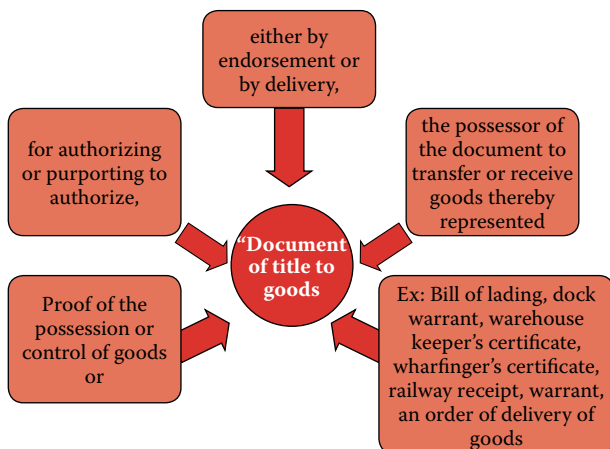 either by
endorsement or
by delivery,
for authorizing
or purporting to
authorize,
the possessor of
the document to
transfer or receive
goods thereby
represented
“Document
of title to
goods
Proof of the
possession or
control of goods
or
Ex: Bill of lading, dock
warrant, warehouse
keeper’s certificate,
wharfinger’s certificate,
railway receipt, warrant,
an order of delivery of
goods